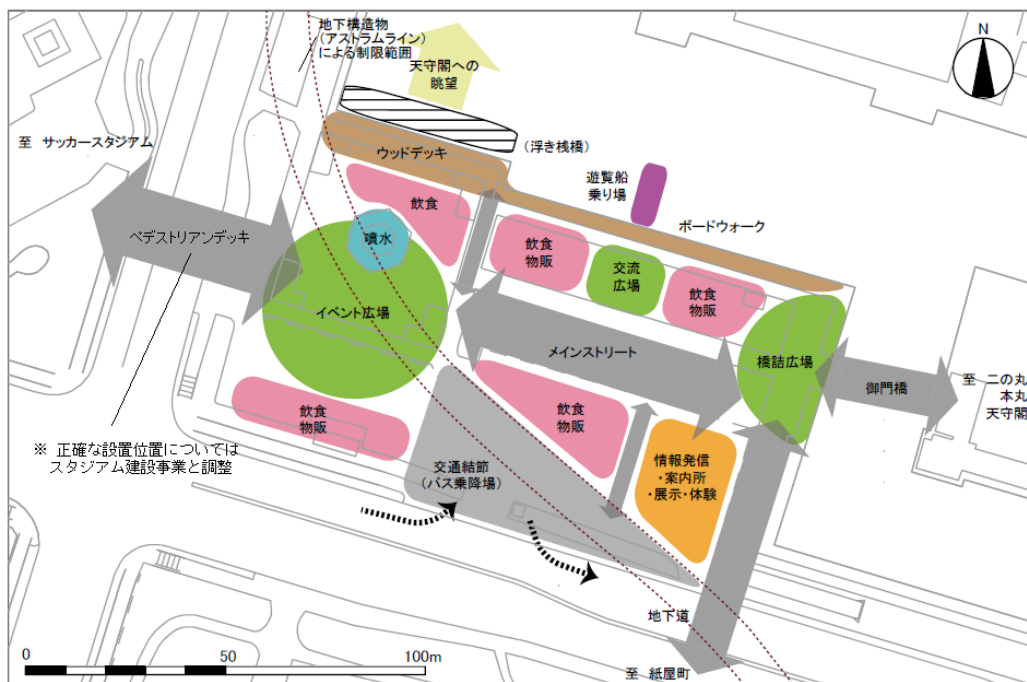 地下構造物
(アストラムライン)
による制限範囲
天守閣への
眺望
N
至 サッカースタジアム
ウッドデッキ
(浮き桟橋)
遊覧船
乗り場
ボードウォーク
ペデストリアンデッキ
飲食
噴水
飲食
物販
交流
広場
飲食
物販
イベント広場
メインストリート
橋詰広場
御門橋
至 二の丸
本丸
天守閣
飲食
物販
飲食
物販
※ 正確な設置位置については
スタジアム建設事業と調整
交通結節
(バス乗降場)
情報発信
・案内所
・展示・体験
地下道
至 紙屋町
0
50
100m